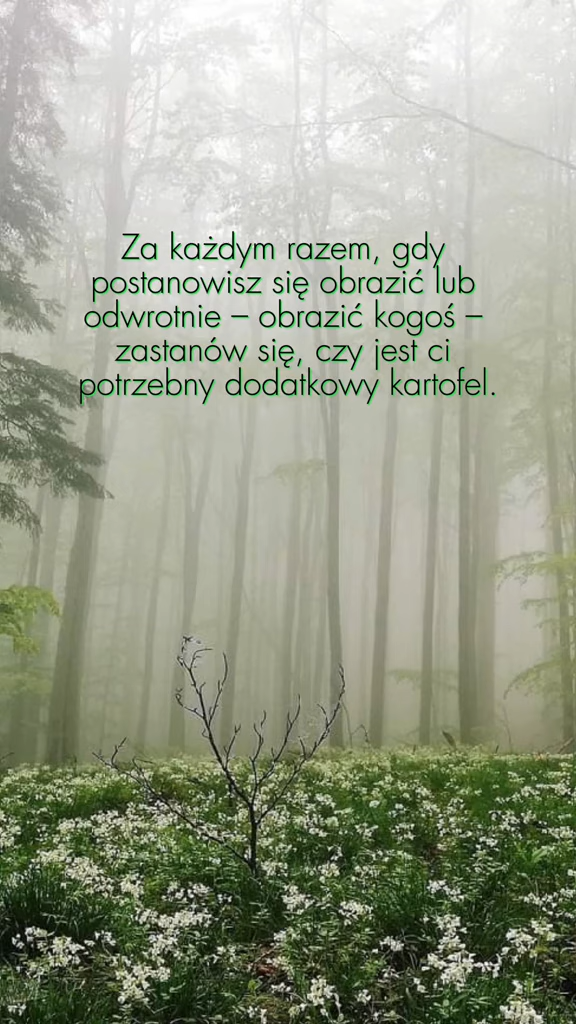 Za każdym razem, gdy
postanowisz się obrazić lub
odwrotnie – obrazić kogoś –
zastanów się, czy jest ci
potrzebny dodatkowy kartofel.